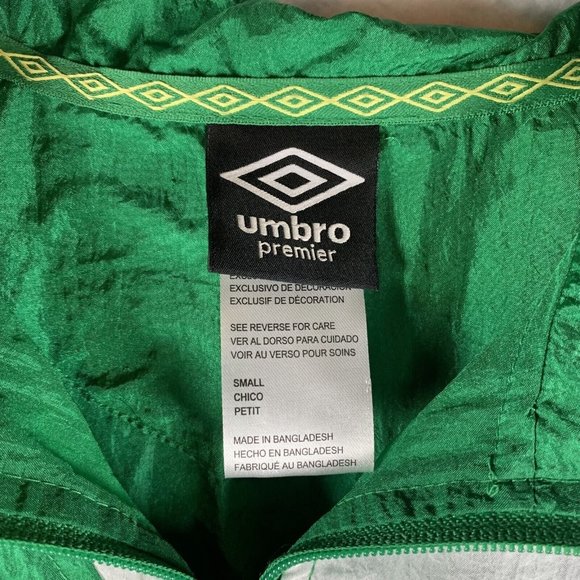 umbro
premier
EXCLUSIVO DE DECORACIÓN
EXCLUSIF DE DÉCORATION
SEE REVERSE FOR CARE
VER AL DORSO PARA CUIDADO
VOIR AU VERSO POUR SOINS
SMALL
CHICO
PETIT
MADE IN BANGLADESH
HECHO EN BANGLADESH
FABRIQUÉ AU BANGLADESH